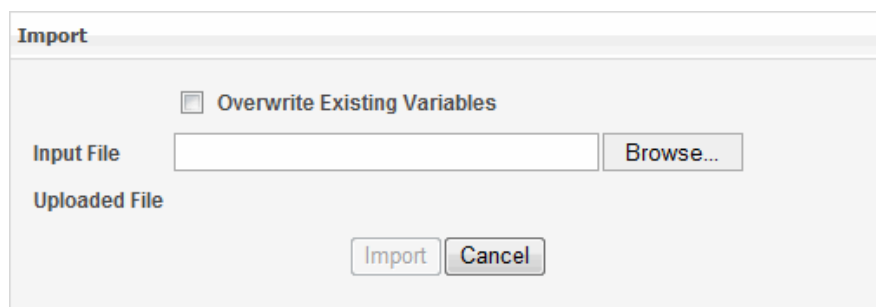 Import
Overwrite Existing Variables
Input File Browse...
Uploaded File
Import Cancel